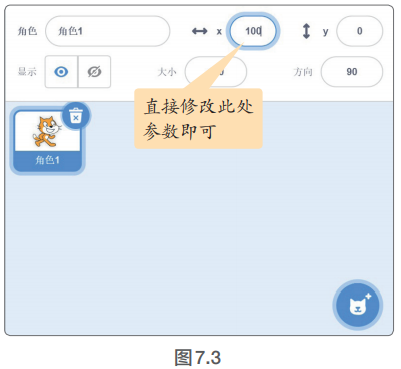 角色 角色1 x 100 y 0
显示 大小 方向 90
直接修改此处
参数即可
角色1
图7.3